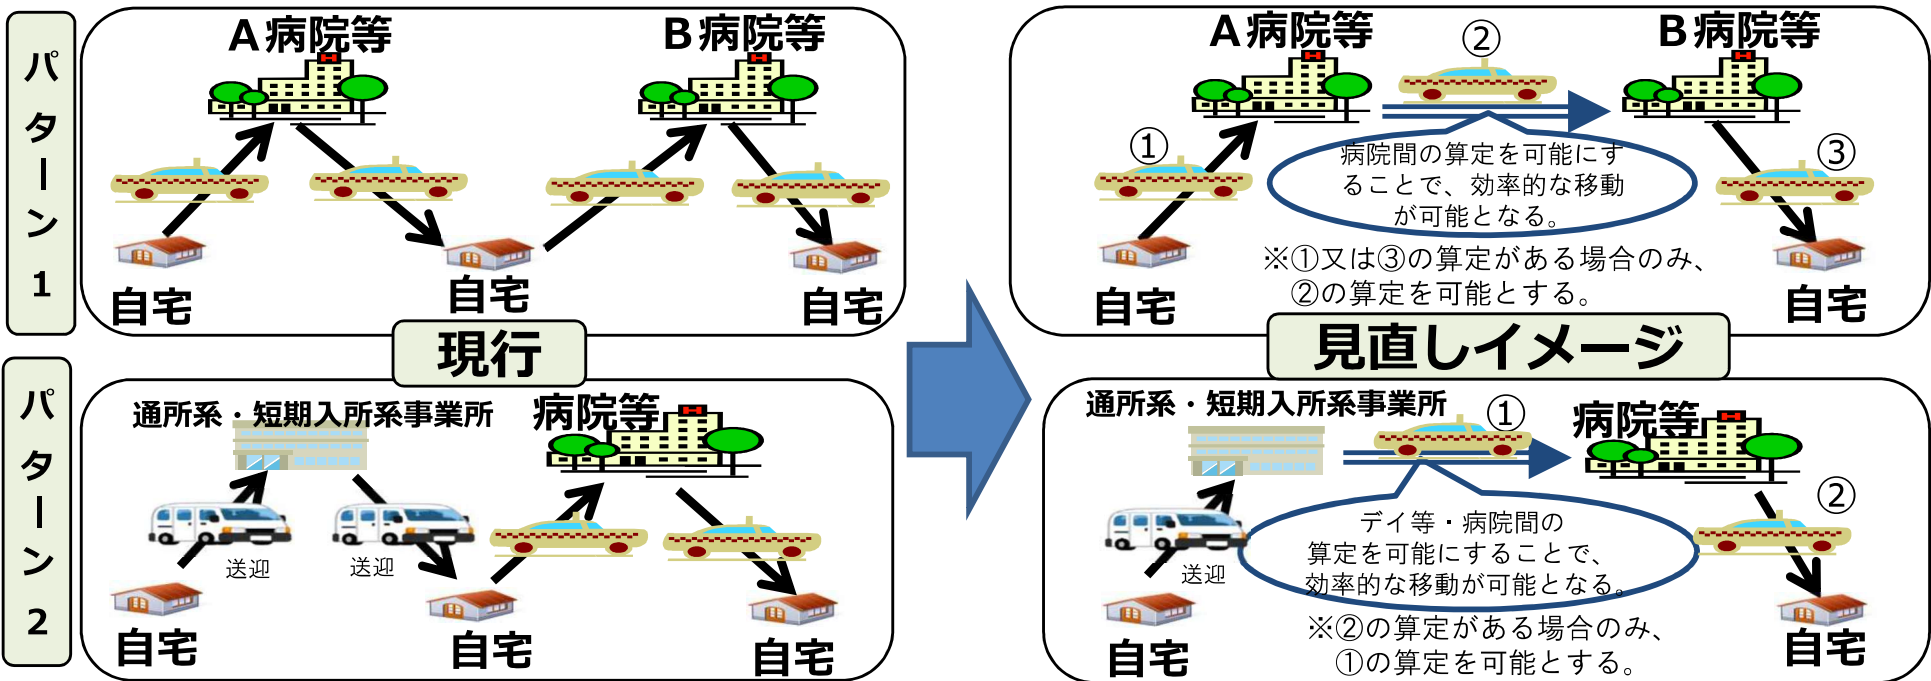 パターン1
A病院等
B病院等
自宅
自宅
自宅
現行
パターン2
通所系・短期入所系事業所
病院等
送迎
送迎
自宅
自宅
自宅
A病院等
②
B病院等
①
③
病院間の算定を可能にす
ることで、効率的な移動
が可能となる。
※①又は③の算定がある場合のみ、
②の算定を可能とする。
自宅
自宅
見直しイメージ
通所系・短期入所系事業所
①
病院等
②
デイ等・病院間の
算定を可能にすることで、
効率的な移動が可能となる。
送迎
※②の算定がある場合のみ、
①の算定を可能とする。
自宅
自宅